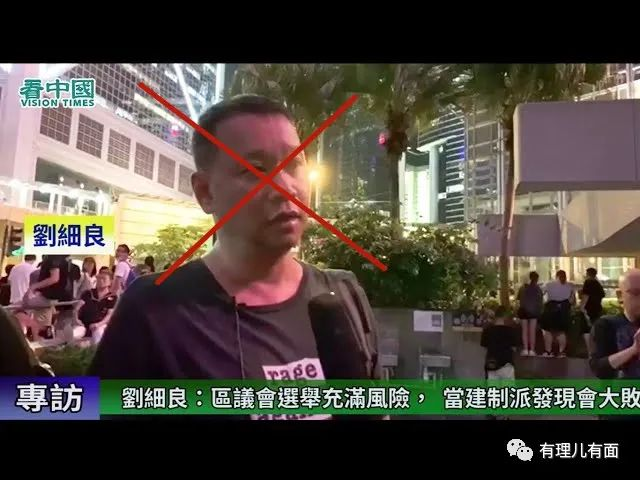 看中國
VISION TIMES
劉細良
rage
專訪
劉細良：區議會選舉充滿風險， 當建制派發現會大敗
有理儿有面